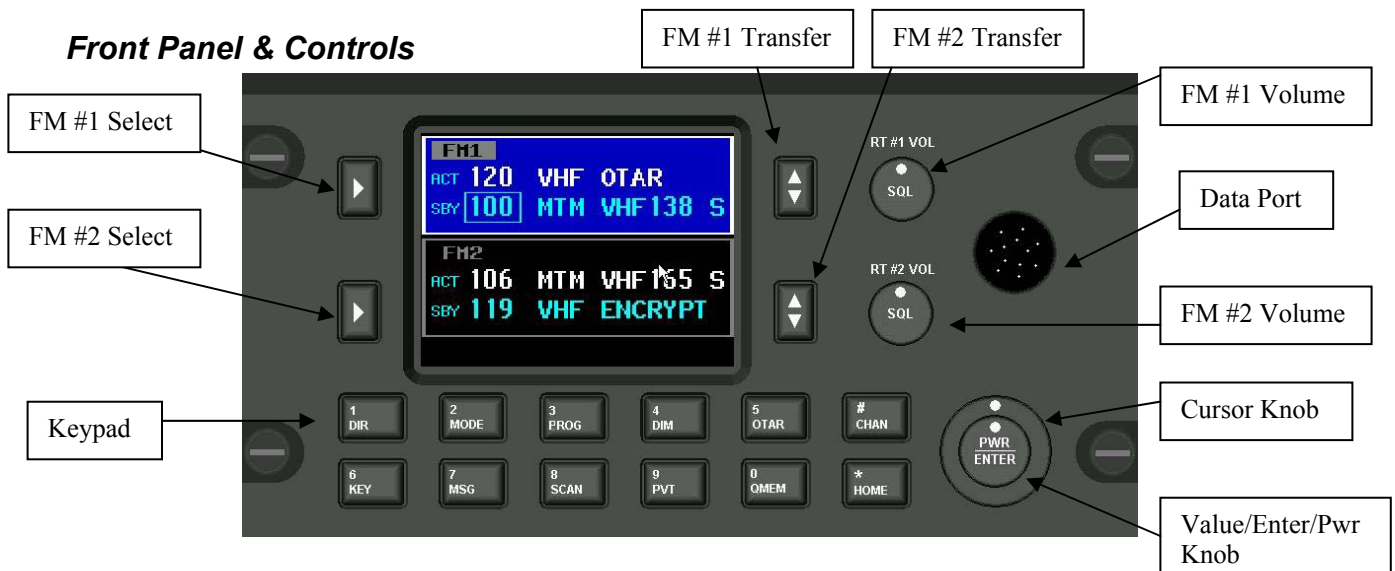 Front Panel & Controls
FM #1 Transfer
FM #2 Transfer
FM #1 Select
FM #2 Select
Keypad
FM1
ACT 120 VHF OTAR
SBY 100 MTM VHF138 S
FM2
ACT 106 MTM VHF165 S
SBY 119 VHF ENCRYPT
RT #1 VOL
SQL
RT #2 VOL
SQL
1 DIR
2 MODE
3 PROG
4 DIM
5 OTAR
# CHAN
6 KEY
7 MSG
8 SCAN
9 PVT
0 QMEM
* HOME
PWR
ENTER
FM #1 Volume
Data Port
FM #2 Volume
Cursor Knob
Value/Enter/Pwr
Knob